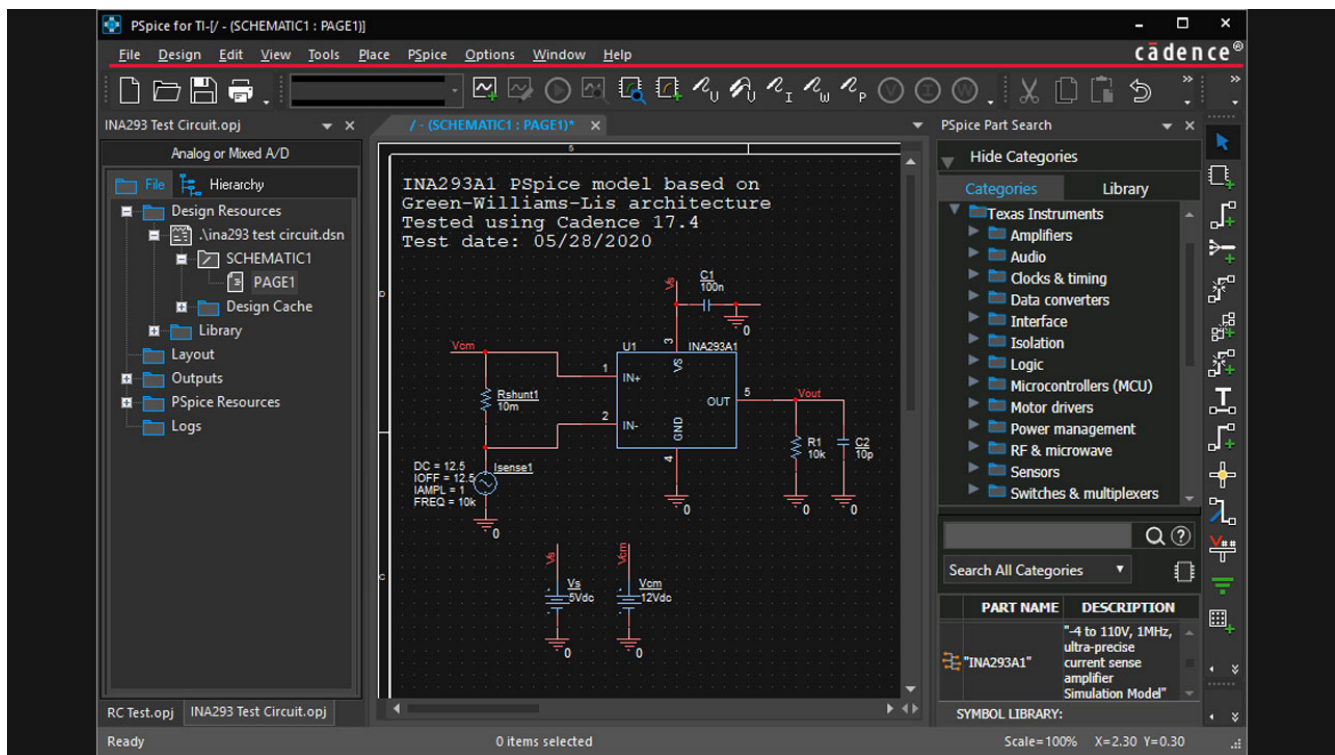 PSpice for TI-[/ - (SCHEMATIC1 : PAGE1)]
File Design Edit View Tools Place PSpice Options Window Help
cādence®
U U I W P V I W
INA293 Test Circuit.opj
/ - (SCHEMATIC1 : PAGE1)*
PSpice Part Search
Analog or Mixed A/D
File
Hierarchy
Design Resources
.\ina293 test circuit.dsn
SCHEMATIC1
PAGE1
Design Cache
Library
Layout
Outputs
PSpice Resources
Logs
RC Test.opj
INA293 Test Circuit.opj
5
D
C
INA293A1 PSpice model based on
Green-Williams-Lis architecture
Tested using Cadence 17.4
Test date: 05/28/2020
Vs
C1
100n
0
Vcm
U1
3
INA293A1
VS
1
IN+
Rshunt1
10m
2
IN-
OUT
5
Vout
GND
4
R1
10k
C2
10p
DC = 12.5
IOFF = 12.5
IAMPL = 1
FREQ = 10k
Isense1
0
0
0
0
Vs
Vs
5Vdc
0
Vcm
Vcm
12Vdc
0
Hide Categories
Categories
Library
Texas Instruments
Amplifiers
Audio
Clocks & timing
Data converters
Interface
Isolation
Logic
Microcontrollers (MCU)
Motor drivers
Power management
RF & microwave
Sensors
Switches & multiplexers
Search All Categories
PART NAME DESCRIPTION
"INA293A1"
"-4 to 110V, 1MHz,
ultra-precise
current sense
amplifier
Simulation Model"
SYMBOL LIBRARY:
Ready
0 items selected
Scale=100% X=2.30 Y=0.30